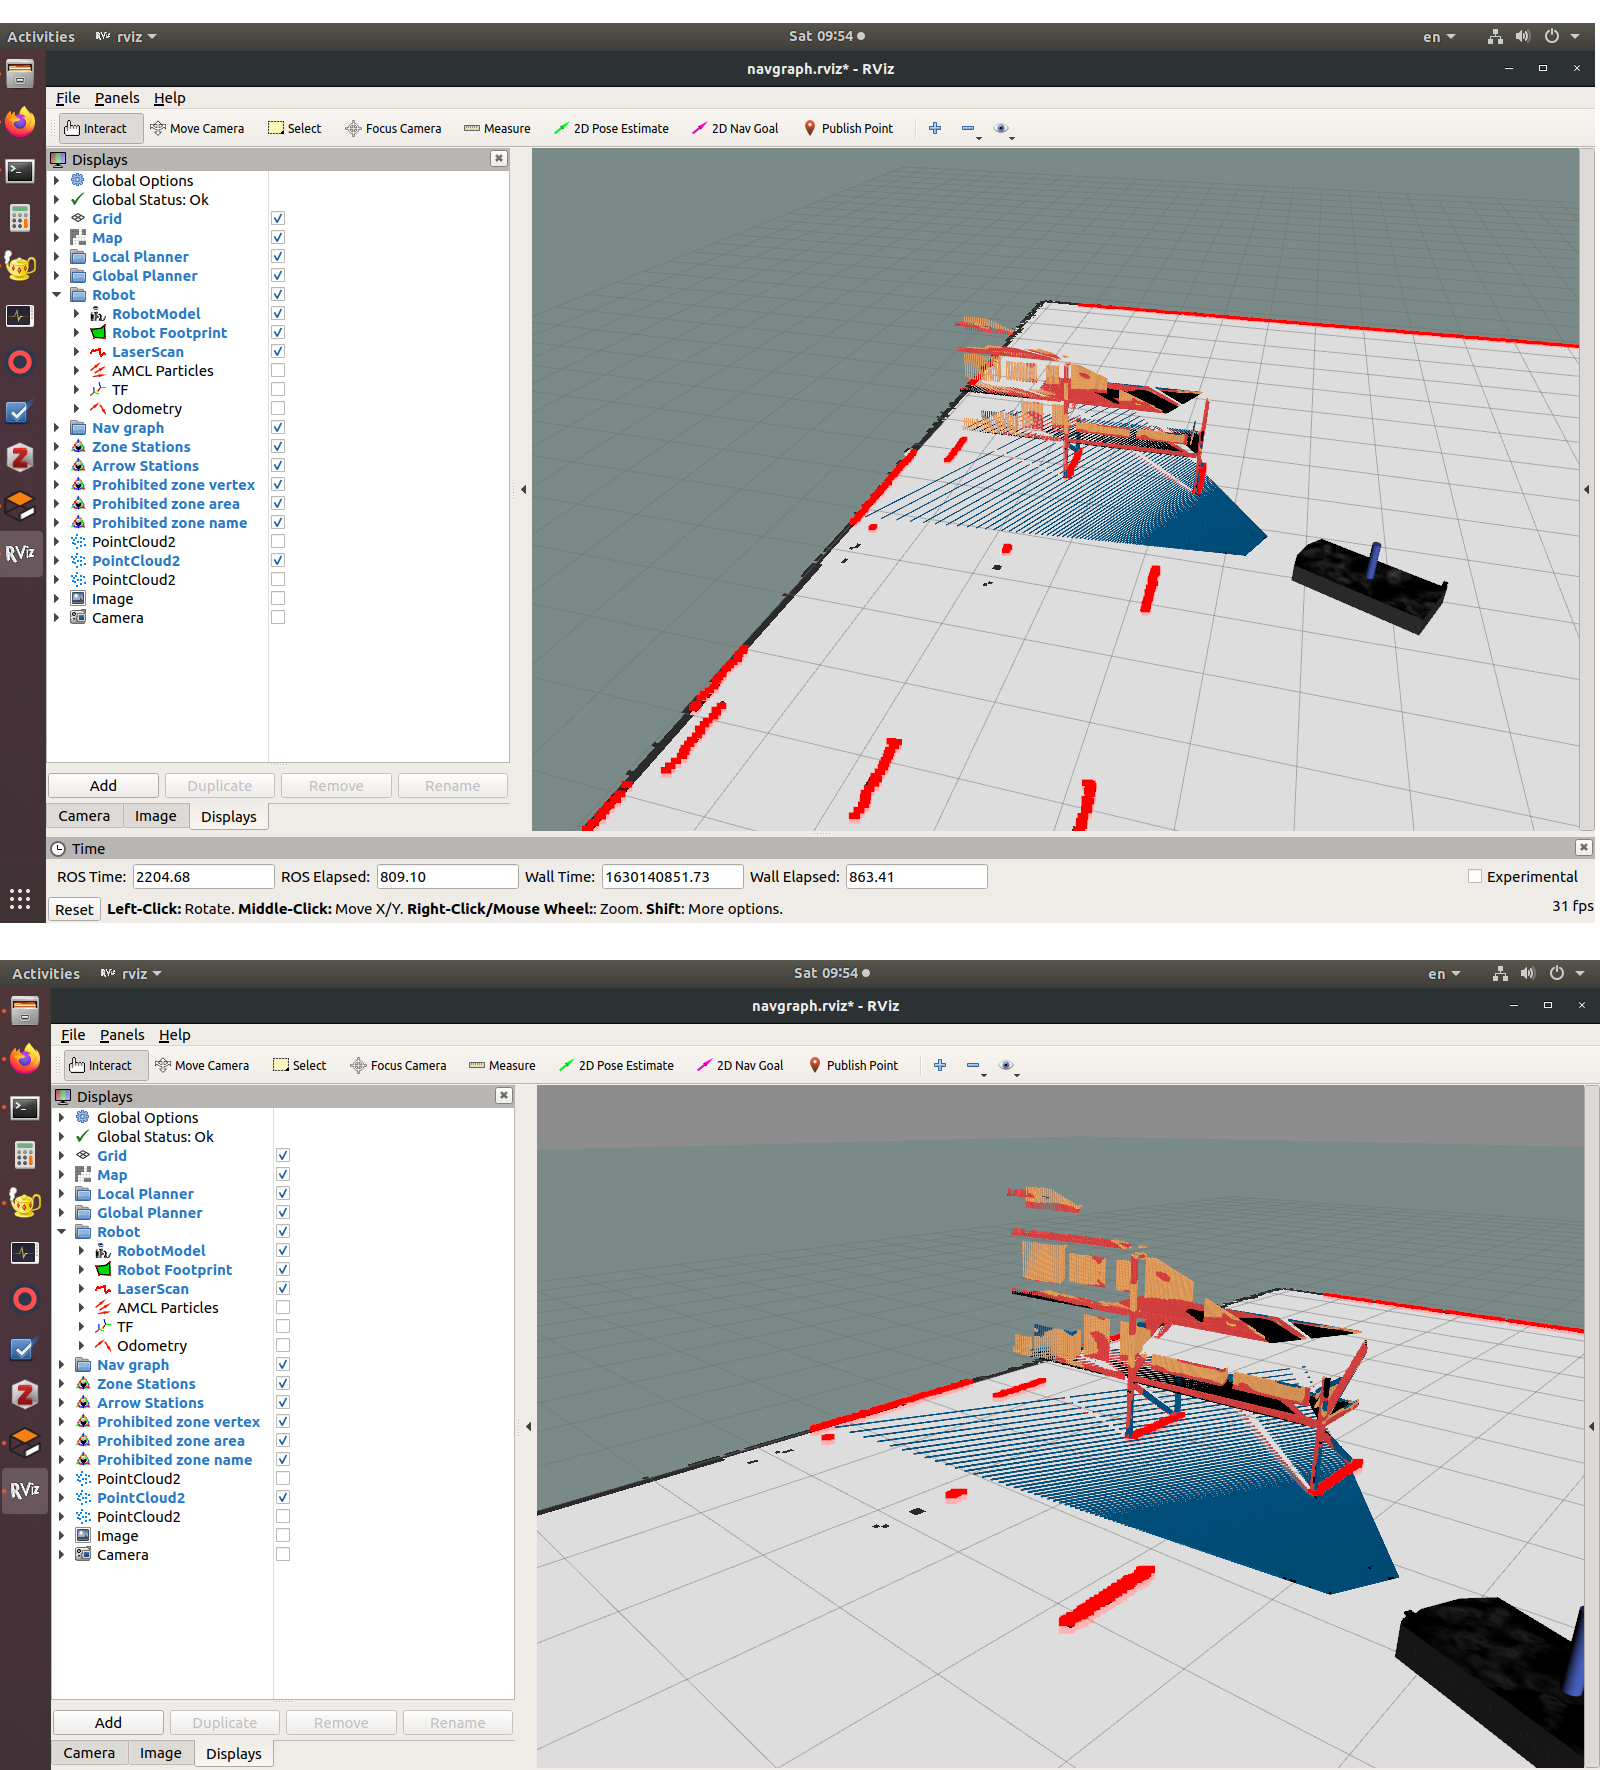 Activities RViz rviz Sat 09:54 en
navgraph.rviz* - RViz
File Panels Help
Interact Move Camera Select Focus Camera Measure 2D Pose Estimate 2D Nav Goal Publish Point
Displays
Global Options
Global Status: Ok
Grid
Map
Local Planner
Global Planner
Robot
RobotModel
Robot Footprint
LaserScan
AMCL Particles
TF
Odometry
Nav graph
Zone Stations
Arrow Stations
Prohibited zone vertex
Prohibited zone area
Prohibited zone name
PointCloud2
PointCloud2
PointCloud2
Image
Camera
RViz
Add Duplicate Remove Rename
Camera Image Displays
Time
ROS Time: 2204.68 ROS Elapsed: 809.10 Wall Time: 1630140851.73 Wall Elapsed: 863.41 Experimental
Reset Left-Click: Rotate. Middle-Click: Move X/Y. Right-Click/Mouse Wheel:: Zoom. Shift: More options. 31 fps
Activities RViz rviz Sat 09:54 en
navgraph.rviz* - RViz
File Panels Help
Interact Move Camera Select Focus Camera Measure 2D Pose Estimate 2D Nav Goal Publish Point
Displays
Global Options
Global Status: Ok
Grid
Map
Local Planner
Global Planner
Robot
RobotModel
Robot Footprint
LaserScan
AMCL Particles
TF
Odometry
Nav graph
Zone Stations
Arrow Stations
Prohibited zone vertex
Prohibited zone area
Prohibited zone name
PointCloud2
PointCloud2
PointCloud2
Image
Camera
RViz
Add Duplicate Remove Rename
Camera Image Displays